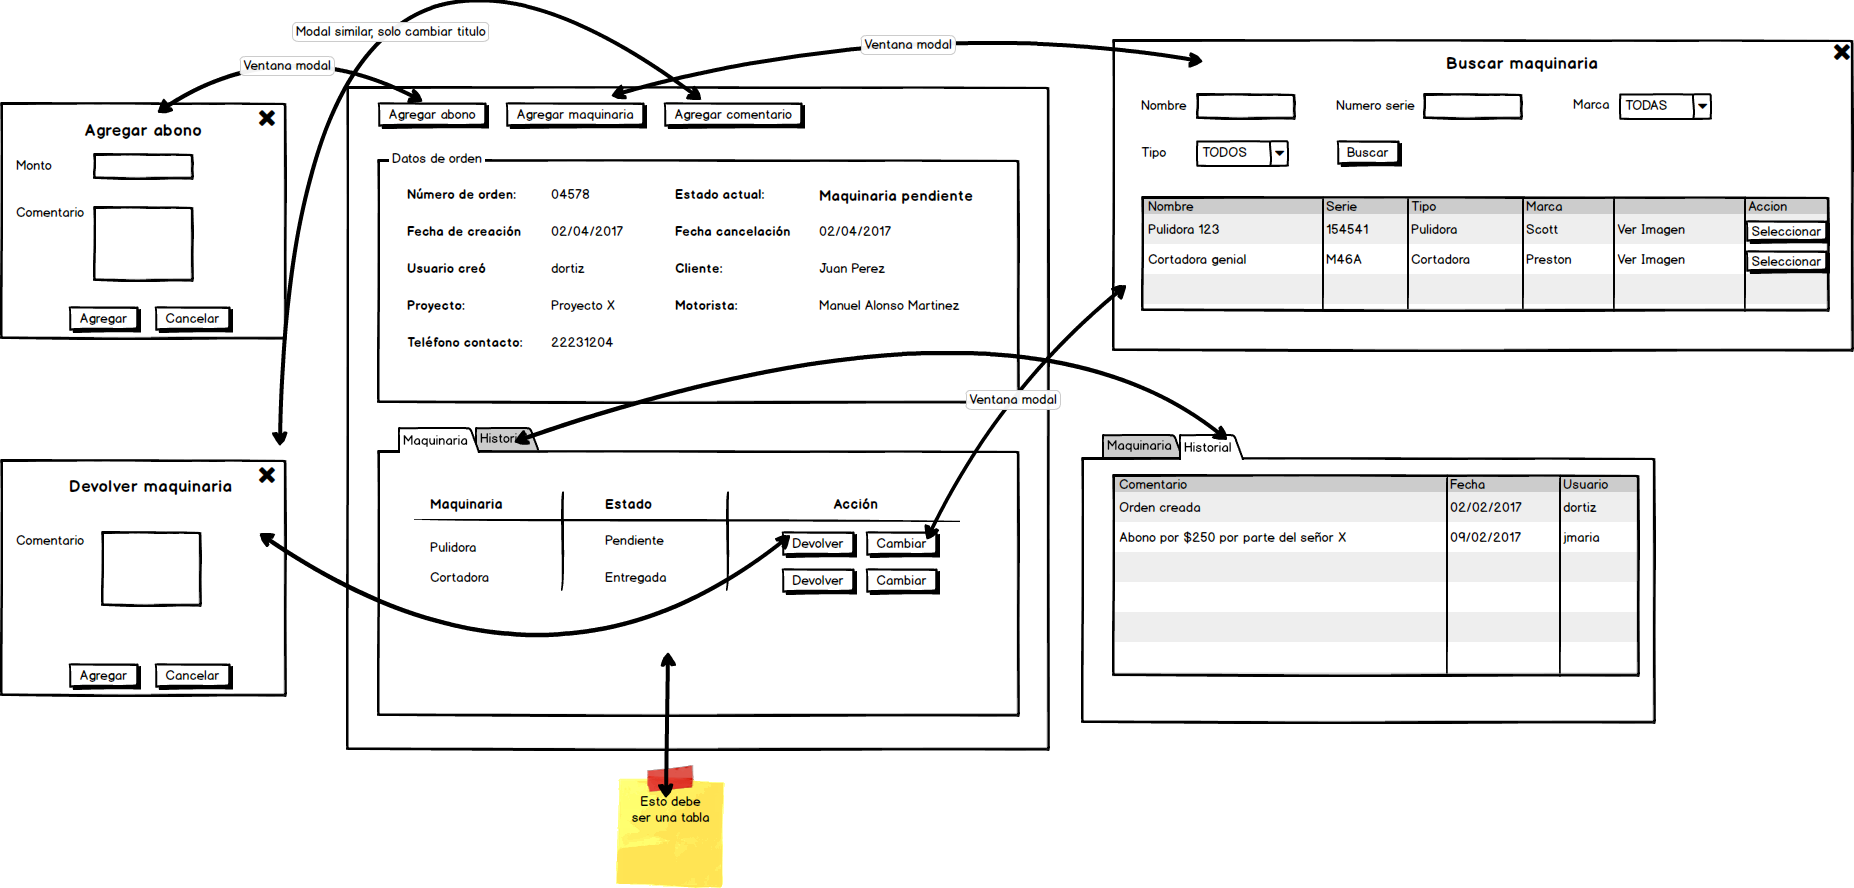 Modal similar, solo cambiar titulo
Ventana modal
Ventana modal
Agregar abono
Monto
Comentario
Agregar
Cancelar
Agregar abono
Agregar maquinaria
Agregar comentario
Datos de orden
Número de orden:
04578
Estado actual:
Maquinaria pendiente
Fecha de creación
02/04/2017
Fecha cancelación
02/04/2017
Usuario creó
dortiz
Cliente:
Juan Perez
Proyecto:
Proyecto X
Motorista:
Manuel Alonso Martinez
Teléfono contacto:
22231204
Buscar maquinaria
Nombre
Numero serie
Marca
TODAS
Tipo
TODOS
Buscar
Nombre
Serie
Tipo
Marca
Accion
Pulidora 123
154541
Pulidora
Scott
Ver Imagen
Seleccionar
Cortadora genial
M46A
Cortadora
Preston
Ver Imagen
Seleccionar
Ventana modal
Devolver maquinaria
Comentario
Agregar
Cancelar
Maquinaria
Historial
Maquinaria
Estado
Acción
Pulidora
Pendiente
Devolver
Cambiar
Cortadora
Entregada
Devolver
Cambiar
Maquinaria
Historial
Comentario
Fecha
Usuario
Orden creada
02/02/2017
dortiz
Abono por $250 por parte del señor X
09/02/2017
jmaria
Esto debe
ser una tabla